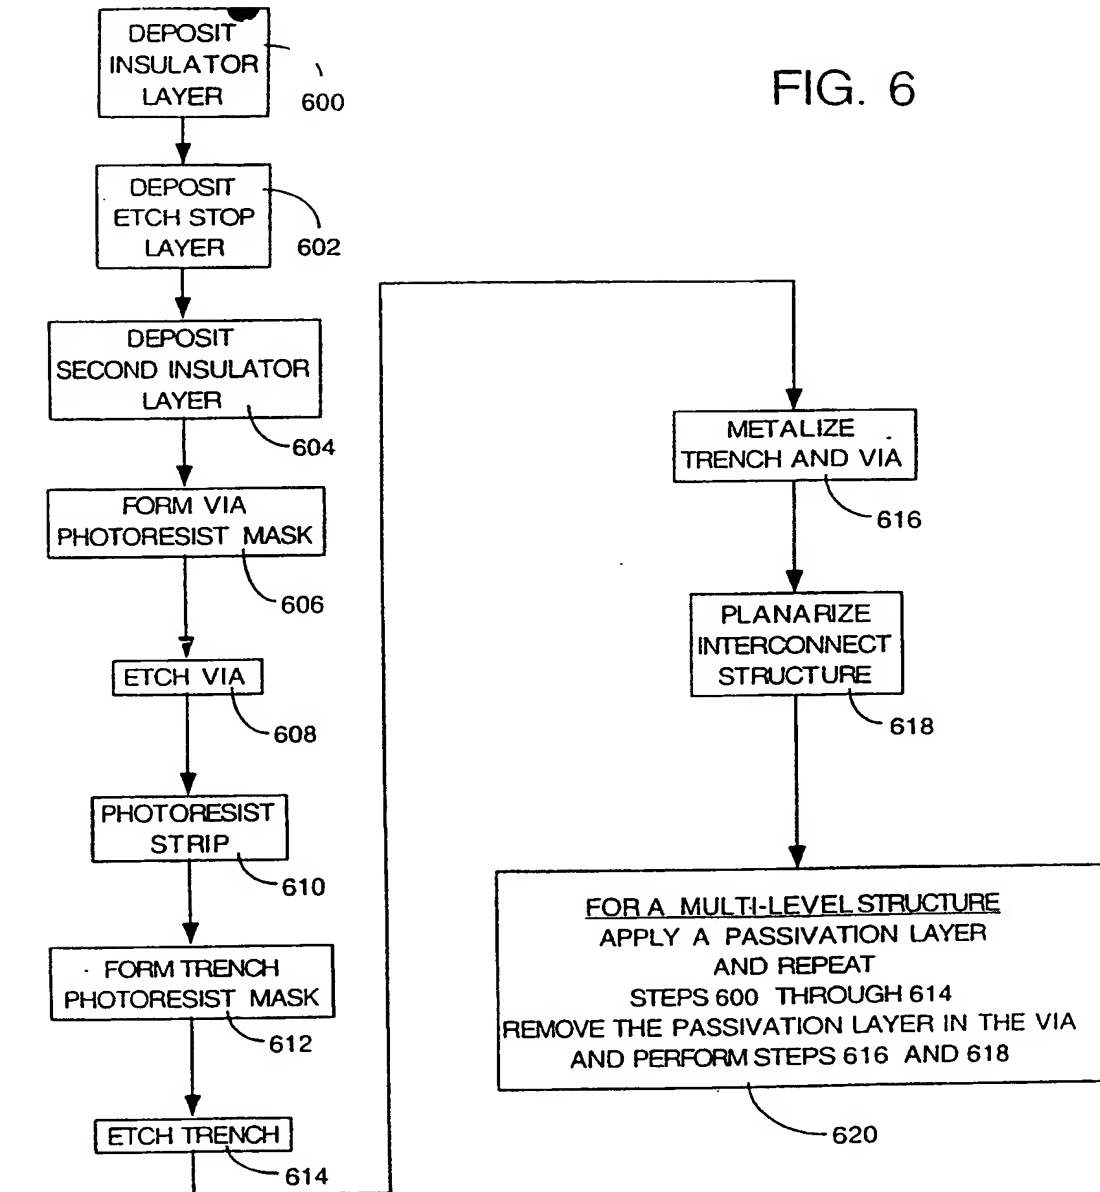 DEPOSIT
INSULATOR
LAYER
600
FIG. 6
DEPOSIT
ETCH STOP
LAYER
602
DEPOSIT
SECOND INSULATOR
LAYER
604
FORM VIA
PHOTORESIST MASK
606
ETCH VIA
608
PHOTORESIST
STRIP
610
FORM TRENCH
PHOTORESIST MASK
612
ETCH TRENCH
614
METALIZE
TRENCH AND VIA
616
PLANARIZE
INTERCONNECT
STRUCTURE
618
FOR A MULTI-LEVEL STRUCTURE
APPLY A PASSIVATION LAYER
AND REPEAT
STEPS 600 THROUGH 614
REMOVE THE PASSIVATION LAYER IN THE VIA
AND PERFORM STEPS 616 AND 618
620